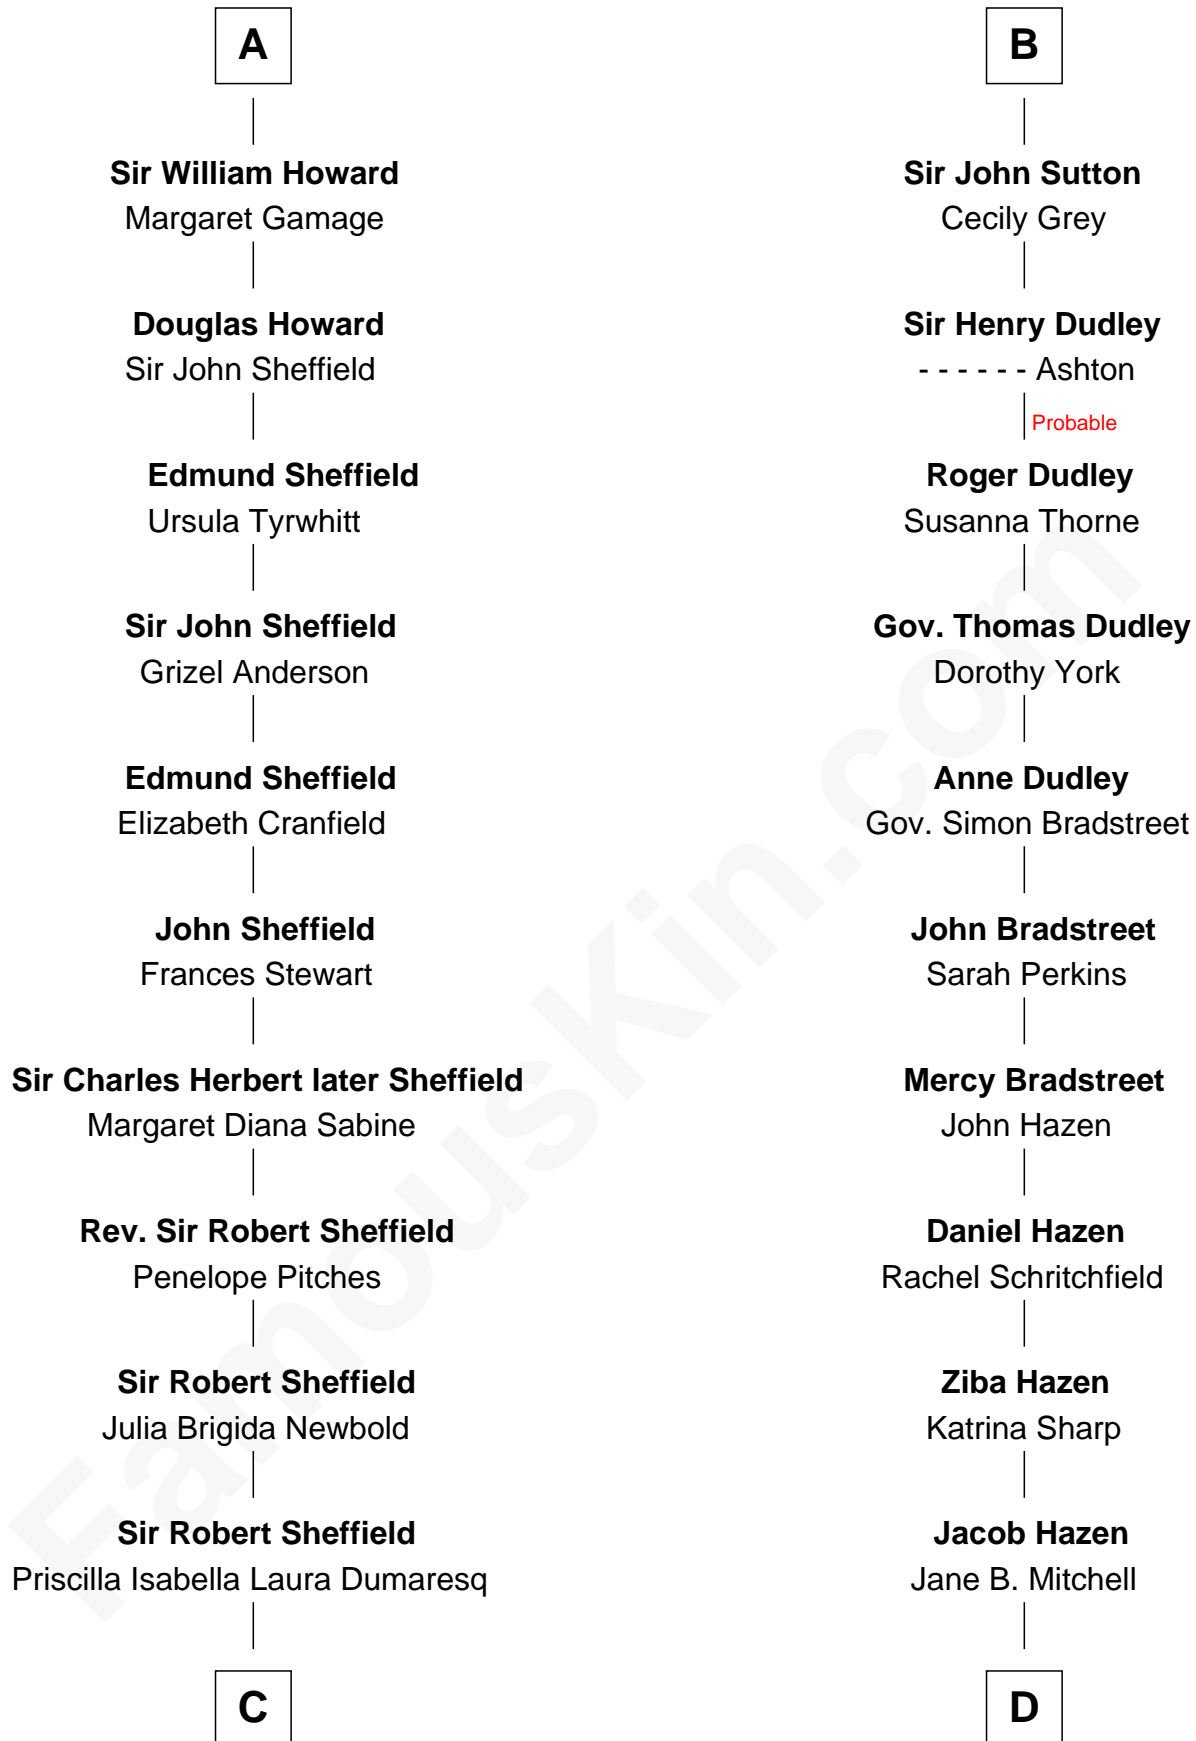 A
Sir William Howard
Margaret Gamage
Douglas Howard
Sir John Sheffield
Edmund Sheffield
Ursula Tyrwhitt
Sir John Sheffield
Grizel Anderson
Edmund Sheffield
Elizabeth Cranfield
John Sheffield
Frances Stewart
Sir Charles Herbert later Sheffield
Margaret Diana Sabine
Rev. Sir Robert Sheffield
Penelope Pitches
Sir Robert Sheffield
Julia Brigida Newbold
Sir Robert Sheffield
Priscilla Isabella Laura Dumaresq
C
B
Sir John Sutton
Cecily Grey
Sir Henry Dudley
- - - - - - Ashton
Probable
Roger Dudley
Susanna Thorne
Gov. Thomas Dudley
Dorothy York
Anne Dudley
Gov. Simon Bradstreet
John Bradstreet
Sarah Perkins
Mercy Bradstreet
John Hazen
Daniel Hazen
Rachel Schritchfield
Ziba Hazen
Katrina Sharp
Jacob Hazen
Jane B. Mitchell
D
FamousKin.com